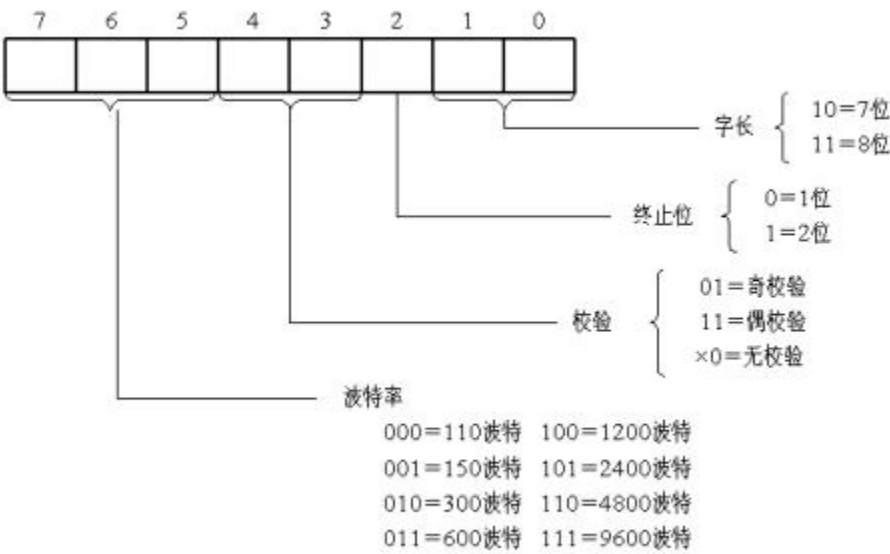 7 6 5 4 3 2 1 0
字长
10=7位
11=8位
终止位
0=1位
1=2位
校验
01=奇校验
11=偶校验
×0=无校验
波特率
000=110波特 100=1200波特
001=150波特 101=2400波特
010=300波特 110=4800波特
011=600波特 111=9600波特